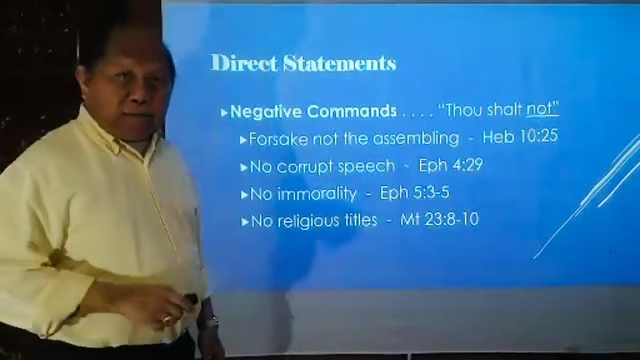 Direct Statements
▸Negative Commands . . . . “Thou shalt not”
▸Forsake not the assembling - Heb 10:25
▸No corrupt speech - Eph 4:29
▸No immorality - Eph 5:3-5
▸No religious titles - Mt 23:8-10